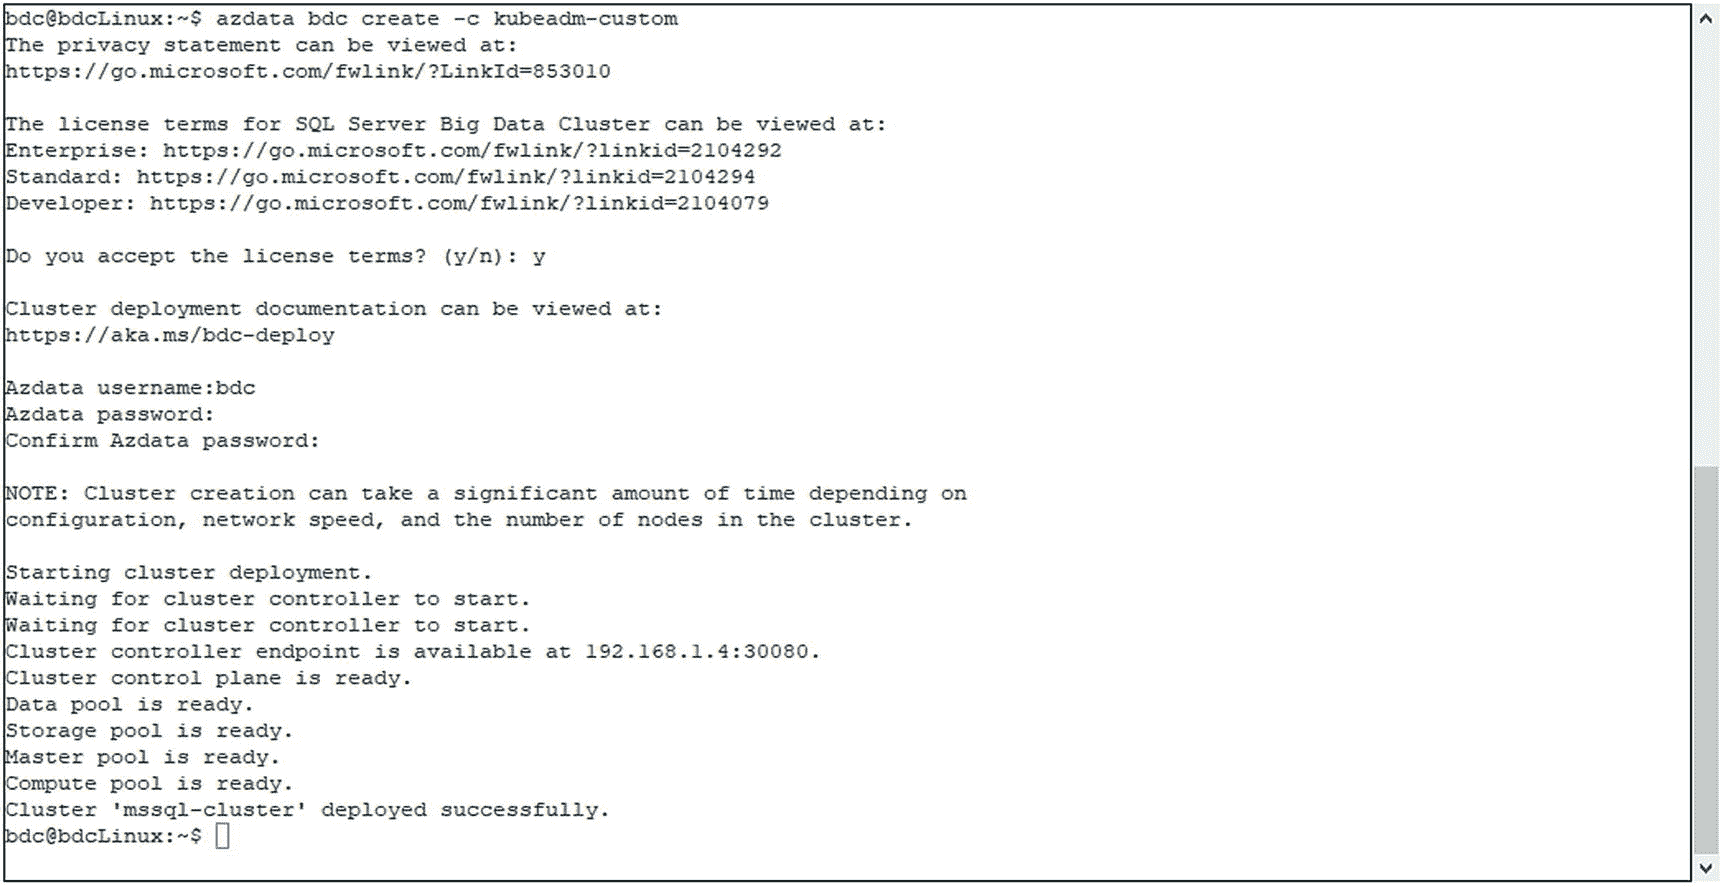 bdc@bdcLinux:~$ azdata bdc create -c kubeadm-custom
The privacy statement can be viewed at:
https://go.microsoft.com/fwlink/?LinkId=853010
The license terms for SQL Server Big Data Cluster can be viewed at:
Enterprise: https://go.microsoft.com/fwlink/?linkid=2104292
Standard: https://go.microsoft.com/fwlink/?linkid=2104294
Developer: https://go.microsoft.com/fwlink/?linkid=2104079
Do you accept the license terms? (y/n): y
Cluster deployment documentation can be viewed at:
https://aka.ms/bdc-deploy
Azdata username:bdc
Azdata password:
Confirm Azdata password:
NOTE: Cluster creation can take a significant amount of time depending on
configuration, network speed, and the number of nodes in the cluster.
Starting cluster deployment.
Waiting for cluster controller to start.
Waiting for cluster controller to start.
Cluster controller endpoint is available at 192.168.1.4:30080.
Cluster control plane is ready.
Data pool is ready.
Storage pool is ready.
Master pool is ready.
Compute pool is ready.
Cluster 'mssql-cluster' deployed successfully.
bdc@bdcLinux:~$